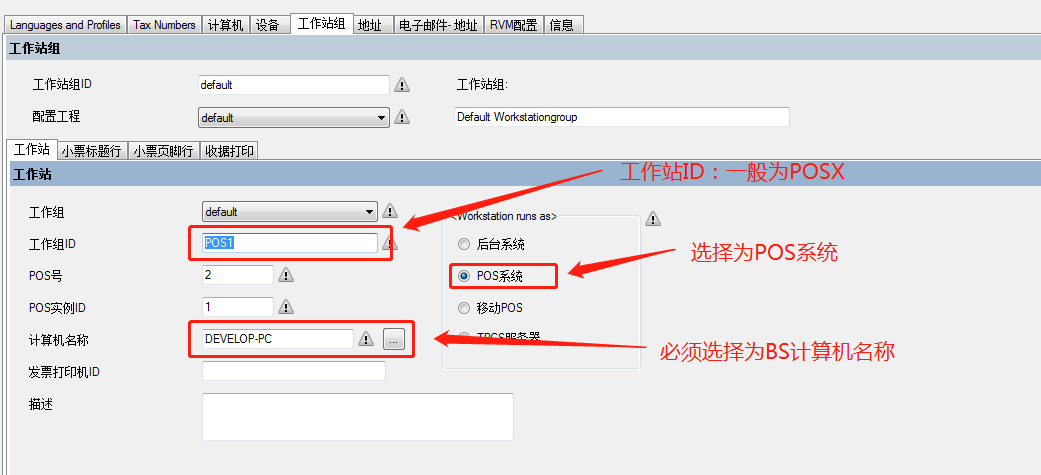 Languages and Profiles Tax Numbers 计算机 设备 工作站组 地址 电子邮件-地址 RVM配置 信息
工作站组
工作站组ID default 工作站组:
配置工程 default Default Workstationgroup
工作站 小票标题行 小票页脚行 收据打印
工作站
工作站ID：一般为POSX
工作组 default <Workstation runs as>
工作组ID POS1 后台系统
选择为POS系统
POS号 2 POS系统
POS实例ID 1 移动POS
计算机名称 DEVELOP-PC ... TPCS服务器
必须选择为BS计算机名称
发票打印机ID
描述